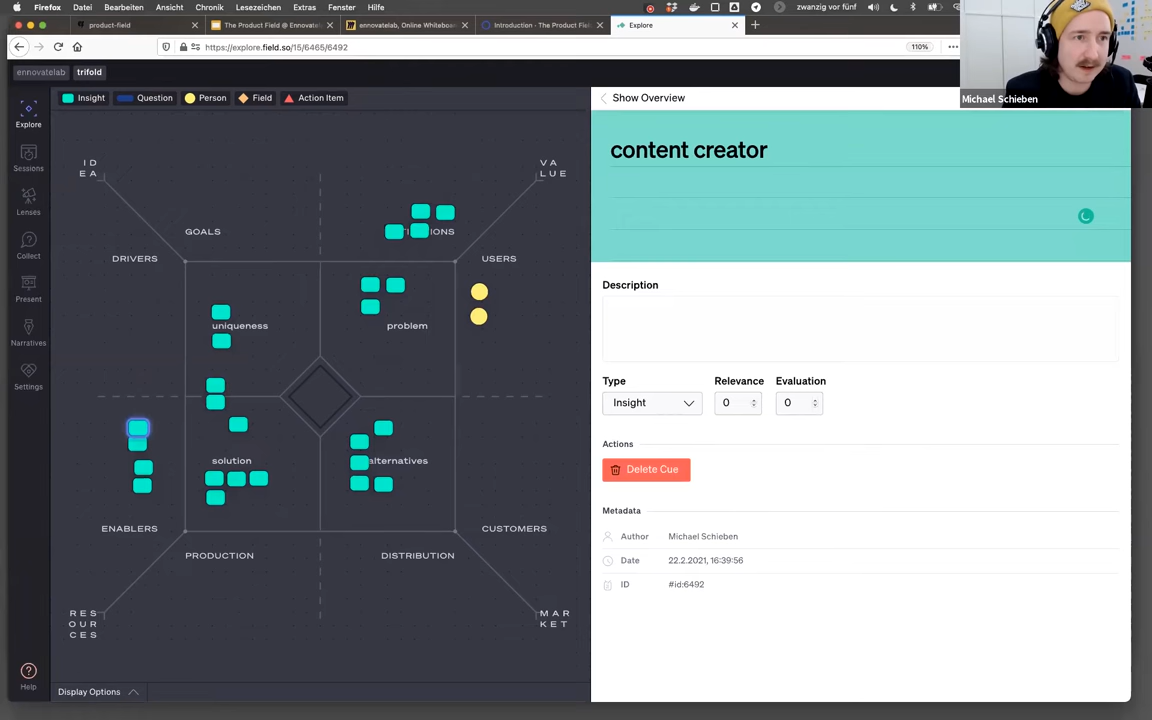 Firefox Datei Bearbeiten Ansicht Chronik Lesezeichen Extras Fenster Hilfe
zwanzig vor fünf
product-field
The Product Field @ Ennovatel
ennovatelab, Online Whiteboard
Introduction - The Product Fiel
Explore
https://explore.field.so/15/6465/6492
110%
ennovatelab trifold
Michael Schieben
Insight Question Person Field Action Item
Show Overview
Explore
Sessions
Lenses
Collect
Present
Narratives
Settings
Help
ID
EA
VA
LUE
GOALS
IONS
DRIVERS
USERS
uniqueness
problem
solution
alternatives
ENABLERS
CUSTOMERS
PRODUCTION
DISTRIBUTION
RES
OUR
CES
MAR
KET
Display Options
content creator
Description
Type Relevance Evaluation
Insight 0 0
Actions
Delete Cue
Metadata
Author Michael Schieben
Date 22.2.2021, 16:39:56
ID #id:6492